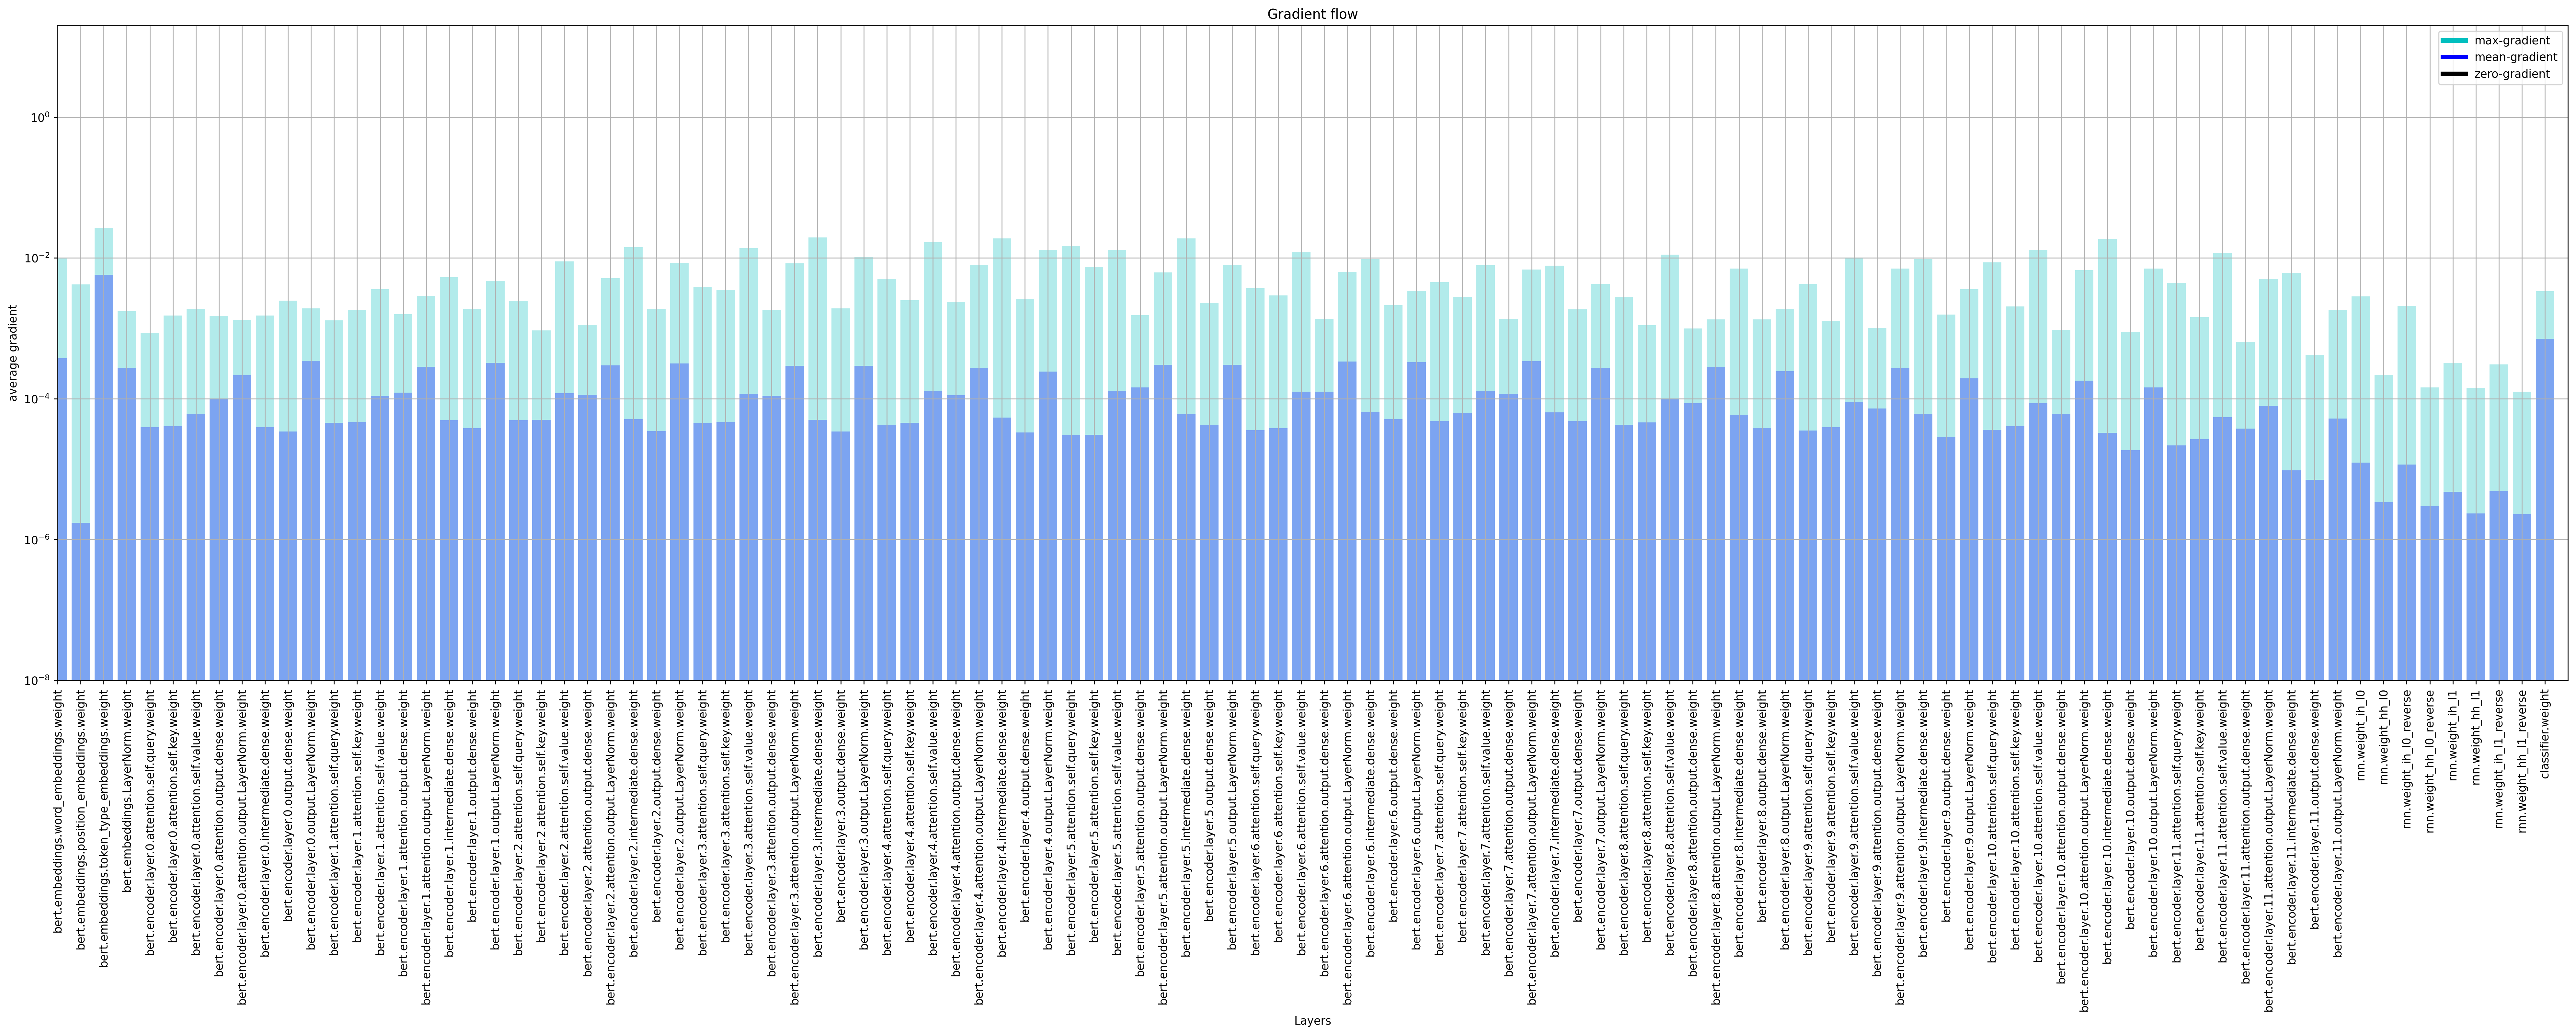 Gradient flow
max-gradient
mean-gradient
zero-gradient
10⁰
10⁻²
10⁻⁴
10⁻⁶
10⁻⁸
average gradient
bert.embeddings.word_embeddings.weight
bert.embeddings.position_embeddings.weight
bert.embeddings.token_type_embeddings.weight
bert.embeddings.LayerNorm.weight
bert.encoder.layer.0.attention.self.query.weight
bert.encoder.layer.0.attention.self.key.weight
bert.encoder.layer.0.attention.self.value.weight
bert.encoder.layer.0.attention.output.dense.weight
bert.encoder.layer.0.attention.output.LayerNorm.weight
bert.encoder.layer.0.intermediate.dense.weight
bert.encoder.layer.0.output.dense.weight
bert.encoder.layer.0.output.LayerNorm.weight
bert.encoder.layer.1.attention.self.query.weight
bert.encoder.layer.1.attention.self.key.weight
bert.encoder.layer.1.attention.self.value.weight
bert.encoder.layer.1.attention.output.dense.weight
bert.encoder.layer.1.attention.output.LayerNorm.weight
bert.encoder.layer.1.intermediate.dense.weight
bert.encoder.layer.1.output.dense.weight
bert.encoder.layer.1.output.LayerNorm.weight
bert.encoder.layer.2.attention.self.query.weight
bert.encoder.layer.2.attention.self.key.weight
bert.encoder.layer.2.attention.self.value.weight
bert.encoder.layer.2.attention.output.dense.weight
bert.encoder.layer.2.attention.output.LayerNorm.weight
bert.encoder.layer.2.intermediate.dense.weight
bert.encoder.layer.2.output.dense.weight
bert.encoder.layer.2.output.LayerNorm.weight
bert.encoder.layer.3.attention.self.query.weight
bert.encoder.layer.3.attention.self.key.weight
bert.encoder.layer.3.attention.self.value.weight
bert.encoder.layer.3.attention.output.dense.weight
bert.encoder.layer.3.attention.output.LayerNorm.weight
bert.encoder.layer.3.intermediate.dense.weight
bert.encoder.layer.3.output.dense.weight
bert.encoder.layer.3.output.LayerNorm.weight
bert.encoder.layer.4.attention.self.query.weight
bert.encoder.layer.4.attention.self.key.weight
bert.encoder.layer.4.attention.self.value.weight
bert.encoder.layer.4.attention.output.dense.weight
bert.encoder.layer.4.attention.output.LayerNorm.weight
bert.encoder.layer.4.intermediate.dense.weight
bert.encoder.layer.4.output.dense.weight
bert.encoder.layer.4.output.LayerNorm.weight
bert.encoder.layer.5.attention.self.query.weight
bert.encoder.layer.5.attention.self.key.weight
bert.encoder.layer.5.attention.self.value.weight
bert.encoder.layer.5.attention.output.dense.weight
bert.encoder.layer.5.attention.output.LayerNorm.weight
bert.encoder.layer.5.intermediate.dense.weight
bert.encoder.layer.5.output.dense.weight
bert.encoder.layer.5.output.LayerNorm.weight
bert.encoder.layer.6.attention.self.query.weight
bert.encoder.layer.6.attention.self.key.weight
bert.encoder.layer.6.attention.self.value.weight
bert.encoder.layer.6.attention.output.dense.weight
bert.encoder.layer.6.attention.output.LayerNorm.weight
bert.encoder.layer.6.intermediate.dense.weight
bert.encoder.layer.6.output.dense.weight
bert.encoder.layer.6.output.LayerNorm.weight
bert.encoder.layer.7.attention.self.query.weight
bert.encoder.layer.7.attention.self.key.weight
bert.encoder.layer.7.attention.self.value.weight
bert.encoder.layer.7.attention.output.dense.weight
bert.encoder.layer.7.attention.output.LayerNorm.weight
bert.encoder.layer.7.intermediate.dense.weight
bert.encoder.layer.7.output.dense.weight
bert.encoder.layer.7.output.LayerNorm.weight
bert.encoder.layer.8.attention.self.query.weight
bert.encoder.layer.8.attention.self.key.weight
bert.encoder.layer.8.attention.self.value.weight
bert.encoder.layer.8.attention.output.dense.weight
bert.encoder.layer.8.attention.output.LayerNorm.weight
bert.encoder.layer.8.intermediate.dense.weight
bert.encoder.layer.8.output.dense.weight
bert.encoder.layer.8.output.LayerNorm.weight
bert.encoder.layer.9.attention.self.query.weight
bert.encoder.layer.9.attention.self.key.weight
bert.encoder.layer.9.attention.self.value.weight
bert.encoder.layer.9.attention.output.dense.weight
bert.encoder.layer.9.attention.output.LayerNorm.weight
bert.encoder.layer.9.intermediate.dense.weight
bert.encoder.layer.9.output.dense.weight
bert.encoder.layer.9.output.LayerNorm.weight
bert.encoder.layer.10.attention.self.query.weight
bert.encoder.layer.10.attention.self.key.weight
bert.encoder.layer.10.attention.self.value.weight
bert.encoder.layer.10.attention.output.dense.weight
bert.encoder.layer.10.attention.output.LayerNorm.weight
bert.encoder.layer.10.intermediate.dense.weight
bert.encoder.layer.10.output.dense.weight
bert.encoder.layer.10.output.LayerNorm.weight
bert.encoder.layer.11.attention.self.query.weight
bert.encoder.layer.11.attention.self.key.weight
bert.encoder.layer.11.attention.self.value.weight
bert.encoder.layer.11.attention.output.dense.weight
bert.encoder.layer.11.attention.output.LayerNorm.weight
bert.encoder.layer.11.intermediate.dense.weight
bert.encoder.layer.11.output.dense.weight
bert.encoder.layer.11.output.LayerNorm.weight
rnn.weight_ih_l0
rnn.weight_hh_l0
rnn.weight_ih_l0_reverse
rnn.weight_hh_l0_reverse
rnn.weight_ih_l1
rnn.weight_hh_l1
rnn.weight_ih_l1_reverse
rnn.weight_hh_l1_reverse
classifier.weight
Layers